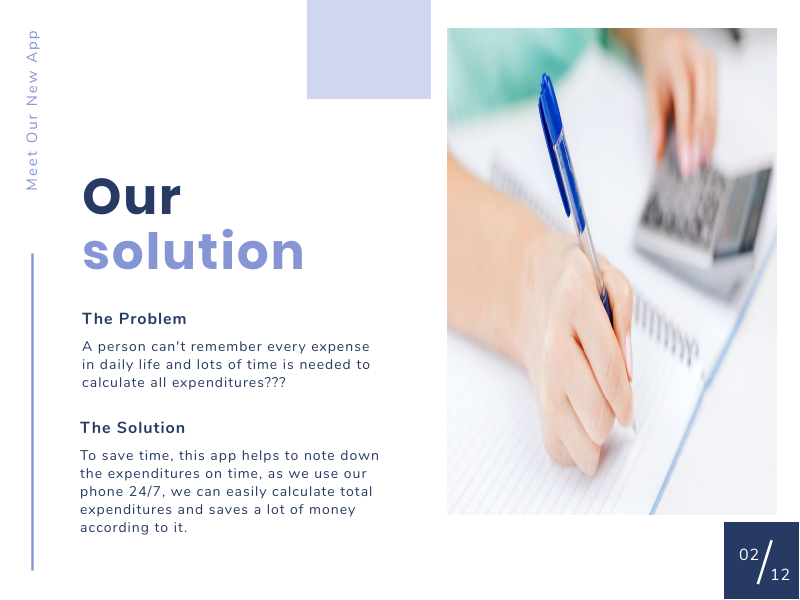 Meet Our New App
Our
solution
The Problem
A person can't remember every expense
in daily life and lots of time is needed to
calculate all expenditures???
The Solution
To save time, this app helps to note down
the expenditures on time, as we use our
phone 24/7, we can easily calculate total
expenditures and saves a lot of money
according to it.
02/12